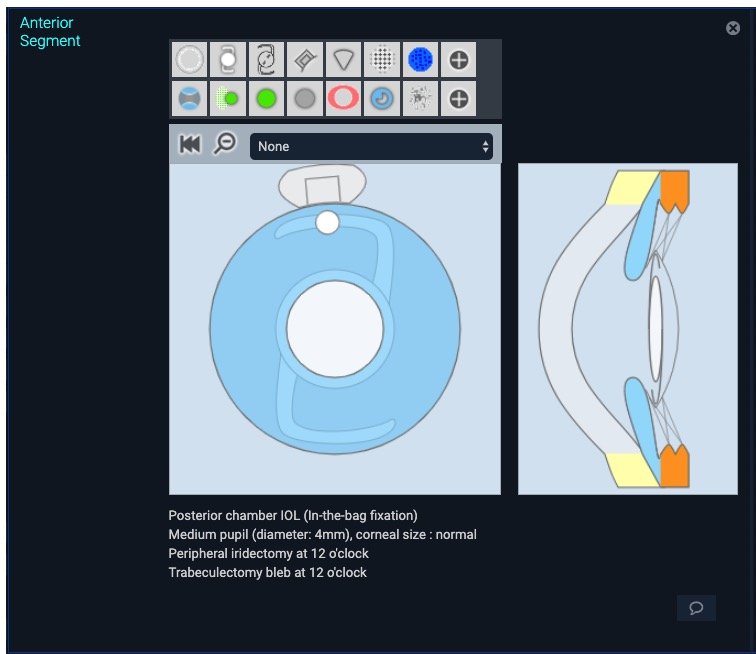 Anterior
Segment
None
Posterior chamber IOL (In-the-bag fixation)
Medium pupil (diameter: 4mm), corneal size : normal
Peripheral iridectomy at 12 o'clock
Trabeculectomy bleb at 12 o'clock